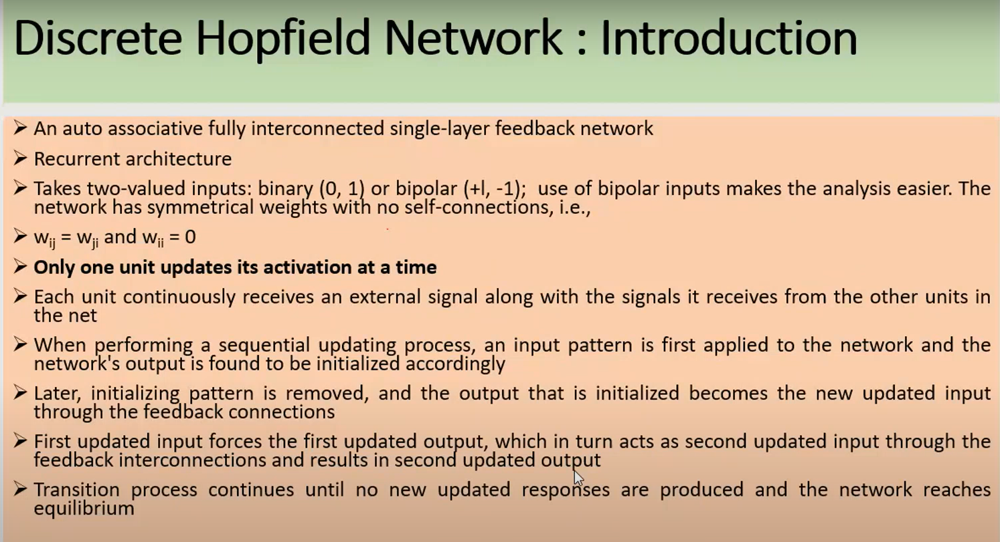 Discrete Hopfield Network : Introduction
➢ An auto associative fully interconnected single-layer feedback network
➢ Recurrent architecture
➢ Takes two-valued inputs: binary (0, 1) or bipolar (+l, -1);  use of bipolar inputs makes the analysis easier. The
network has symmetrical weights with no self-connections, i.e.,
➢ wij = wji and wii = 0
➢ Only one unit updates its activation at a time
➢ Each unit continuously receives an external signal along with the signals it receives from the other units in
the net
➢ When performing a sequential updating process, an input pattern is first applied to the network and the
network's output is found to be initialized accordingly
➢ Later, initializing pattern is removed, and the output that is initialized becomes the new updated input
through the feedback connections
➢ First updated input forces the first updated output, which in turn acts as second updated input through the
feedback interconnections and results in second updated output
➢ Transition process continues until no new updated responses are produced and the network reaches
equilibrium